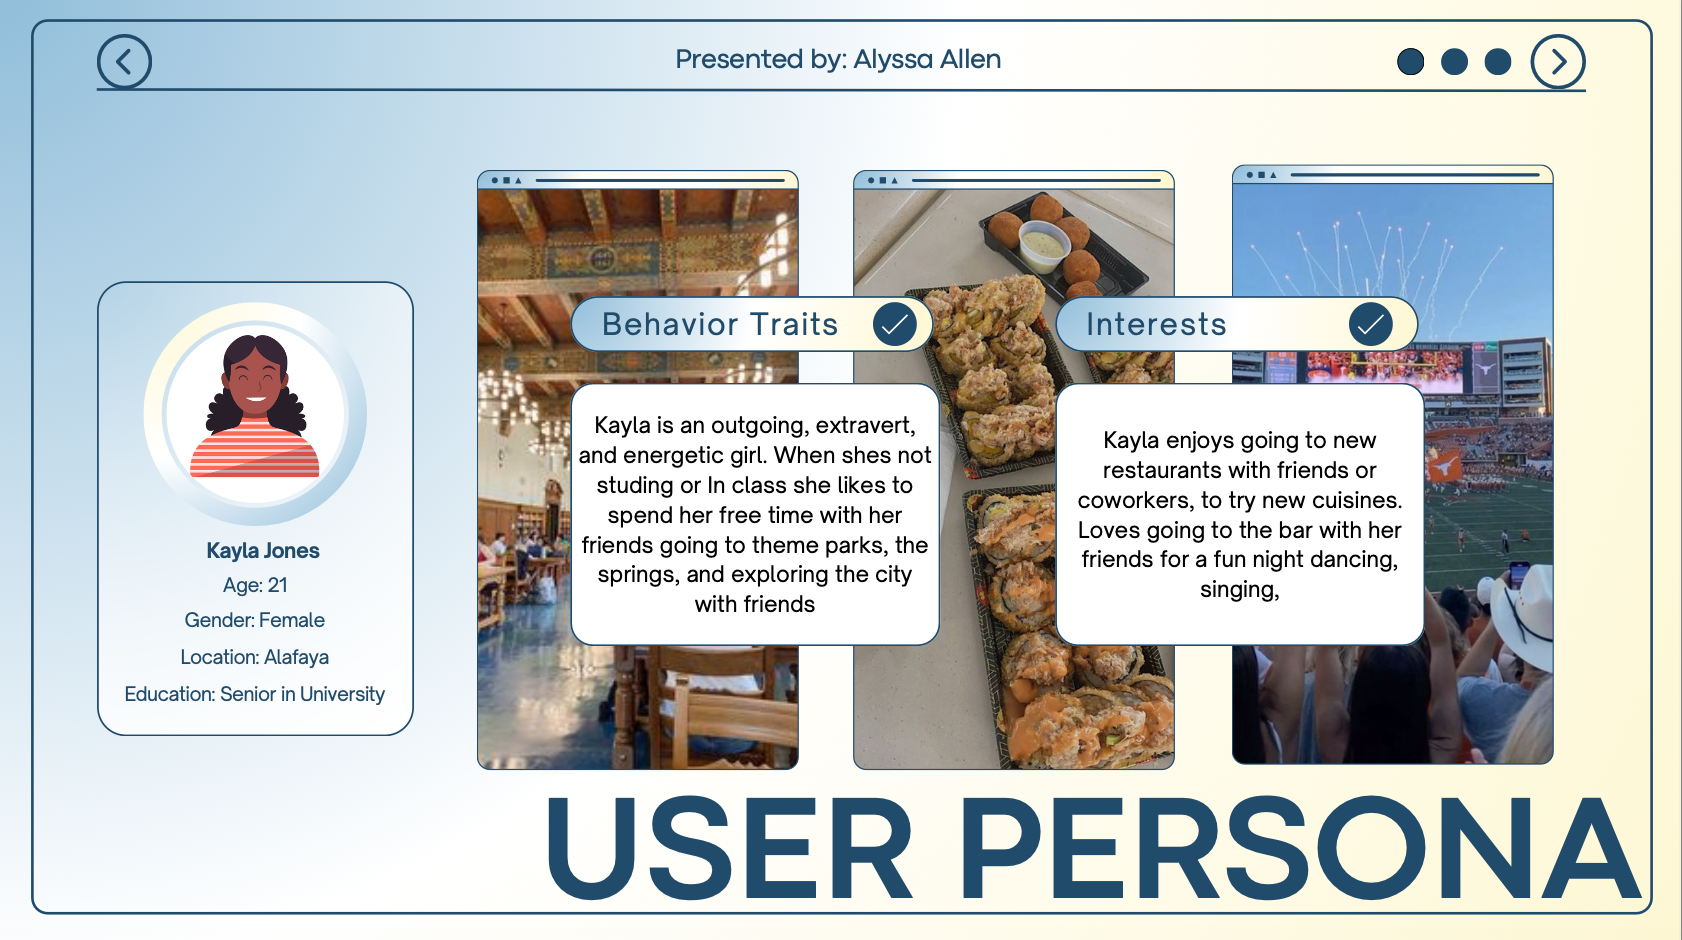 Presented by: Alyssa Allen
Behavior Traits
Interests
Kayla is an outgoing, extravert,
and energetic girl. When shes not
studing or In class she likes to
spend her free time with her
friends going to theme parks, the
springs, and exploring the city
with friends
Kayla enjoys going to new
restaurants with friends or
coworkers, to try new cuisines.
Loves going to the bar with her
friends for a fun night dancing,
singing,
Kayla Jones
Age: 21
Gender: Female
Location: Alafaya
Education: Senior in University
USER PERSONA